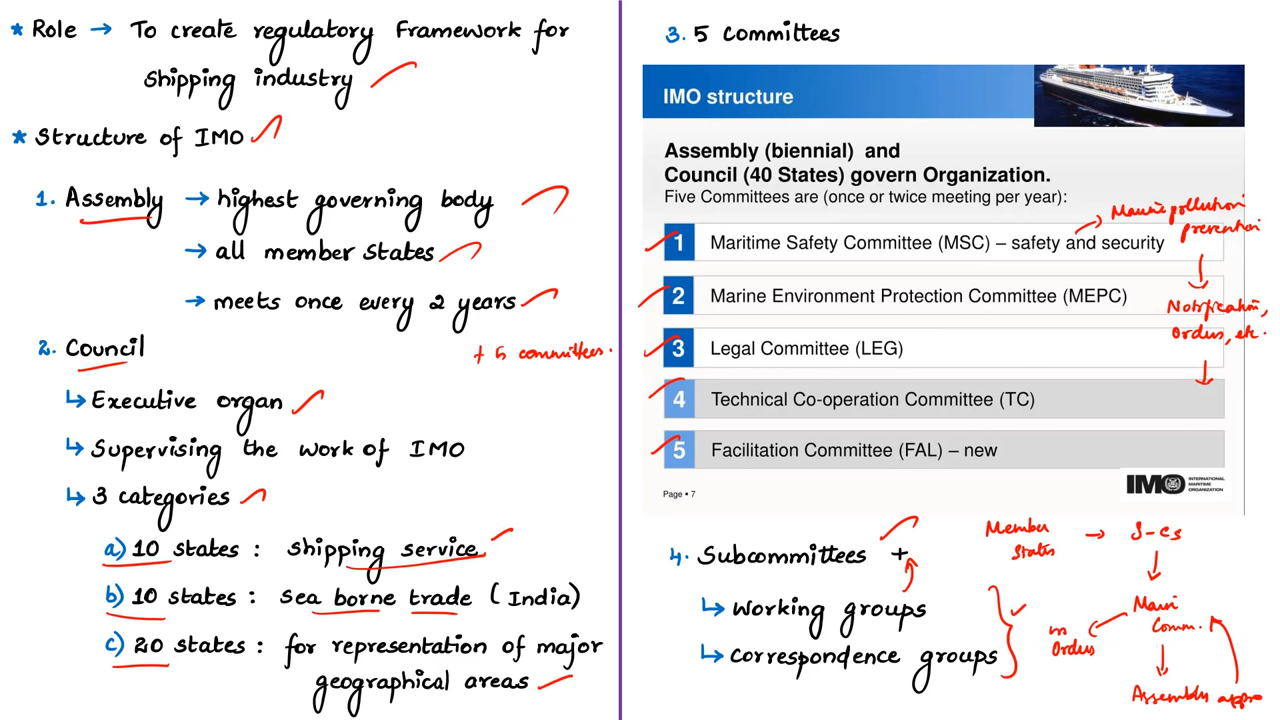 * Role → To create regulatory Framework for
shipping industry
* Structure of IMO
1. Assembly → highest governing body
→ all member states
→ meets once every 2 years
2. Council
+ 5 committees.
↳ Executive organ
↳ Supervising the work of IMO
↳ 3 categories
a) 10 states : shipping service
b) 10 states : sea borne trade (India)
c) 20 states : for representation of major
geographical areas
3. 5 Committees
IMO structure
Assembly (biennial) and
Council (40 States) govern Organization.
Five Committees are (once or twice meeting per year):
Marine pollution
prevention
1 Maritime Safety Committee (MSC) – safety and security
2 Marine Environment Protection Committee (MEPC)
Notification,
Orders, etc.
3 Legal Committee (LEG)
4 Technical Co-operation Committee (TC)
5 Facilitation Committee (FAL) – new
Page ▪ 7
IMO INTERNATIONAL
MARITIME
ORGANIZATION
4. Subcommittees +
↳ working groups
↳ correspondence groups
Member
States → S-Cs
↓
Main
Comm.
Orders
↓
Assembly appro